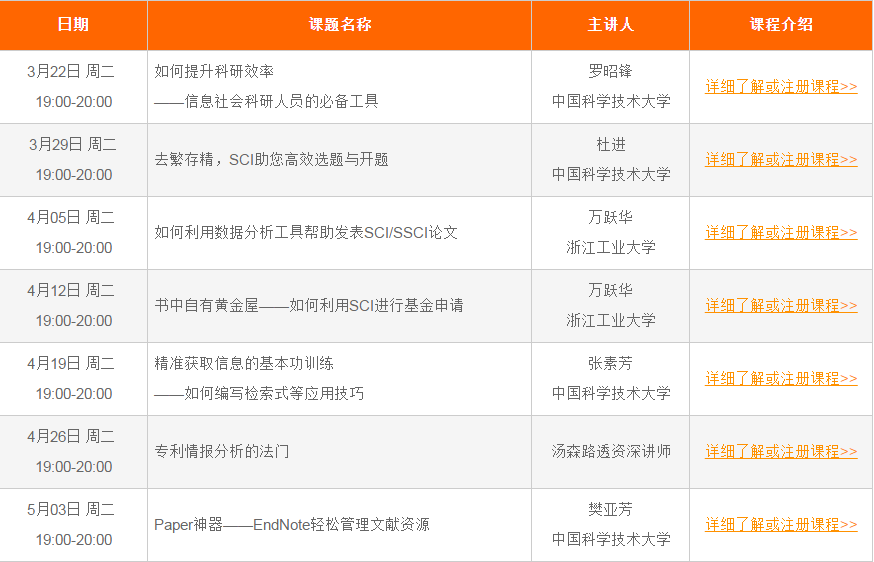 日期
课题名称
主讲人
课程介绍
3月22日 周二
19:00-20:00
如何提升科研效率
——信息社会科研人员的必备工具
罗昭锋
中国科学技术大学
详细了解或注册课程>>
3月29日 周二
19:00-20:00
去繁存精，SCI助您高效选题与开题
杜进
中国科学技术大学
详细了解或注册课程>>
4月05日 周二
19:00-20:00
如何利用数据分析工具帮助发表SCI/SSCI论文
万跃华
浙江工业大学
详细了解或注册课程>>
4月12日 周二
19:00-20:00
书中自有黄金屋——如何利用SCI进行基金申请
万跃华
浙江工业大学
详细了解或注册课程>>
4月19日 周二
19:00-20:00
精准获取信息的基本功训练
——如何编写检索式等应用技巧
张素芳
中国科学技术大学
详细了解或注册课程>>
4月26日 周二
19:00-20:00
专利情报分析的法门
汤森路透资深讲师
详细了解或注册课程>>
5月03日 周二
19:00-20:00
Paper神器——EndNote轻松管理文献资源
樊亚芳
中国科学技术大学
详细了解或注册课程>>